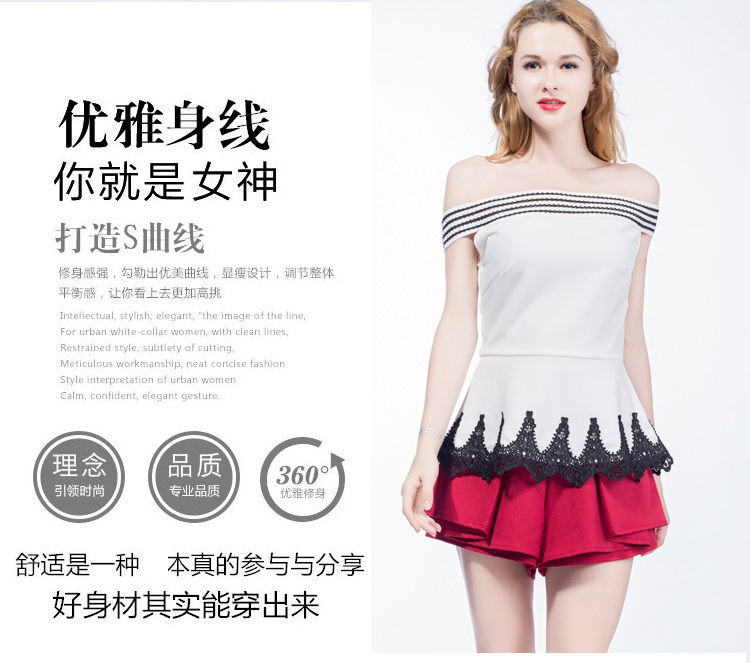 优雅身线
你就是女神
打造S曲线
修身感强，勾勒出优美曲线，显瘦设计，调节整体
平衡感，让你看上去更加高挑
Intellectual, stylish, elegant, "the image of the line,
For urban white-collar women, with clean lines,
Restrained style, subtlety of cutting,
Meticulous workmanship, neat concise fashion
Style interpretation of urban women
Calm, confident, elegant gesture.
理念
引领时尚
品质
专业品质
360°
优雅修身
舒适是一种 本真的参与与分享
好身材其实能穿出来